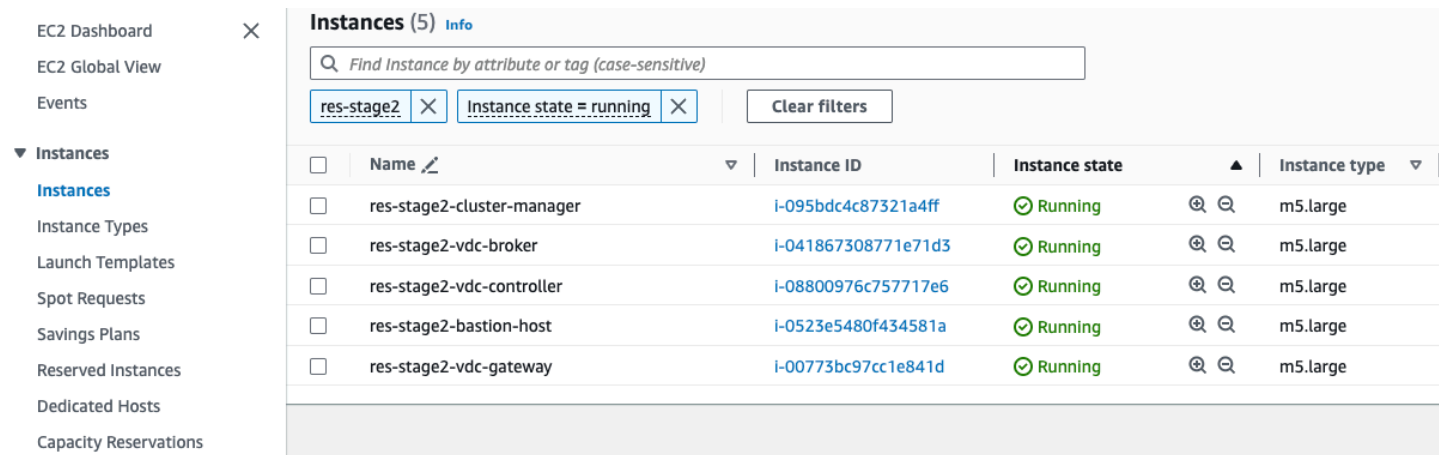 EC2 Dashboard
EC2 Global View
Events
Instances
Instances
Instance Types
Launch Templates
Spot Requests
Savings Plans
Reserved Instances
Dedicated Hosts
Capacity Reservations
Instances (5) Info
Find Instance by attribute or tag (case-sensitive)
res-stage2 Instance state = running Clear filters
Name Instance ID Instance state Instance type
res-stage2-cluster-manager i-095bdc4c87321a4ff Running m5.large
res-stage2-vdc-broker i-041867308771e71d3 Running m5.large
res-stage2-vdc-controller i-08800976c757717e6 Running m5.large
res-stage2-bastion-host i-0523e5480f434581a Running m5.large
res-stage2-vdc-gateway i-00773bc97cc1e841d Running m5.large